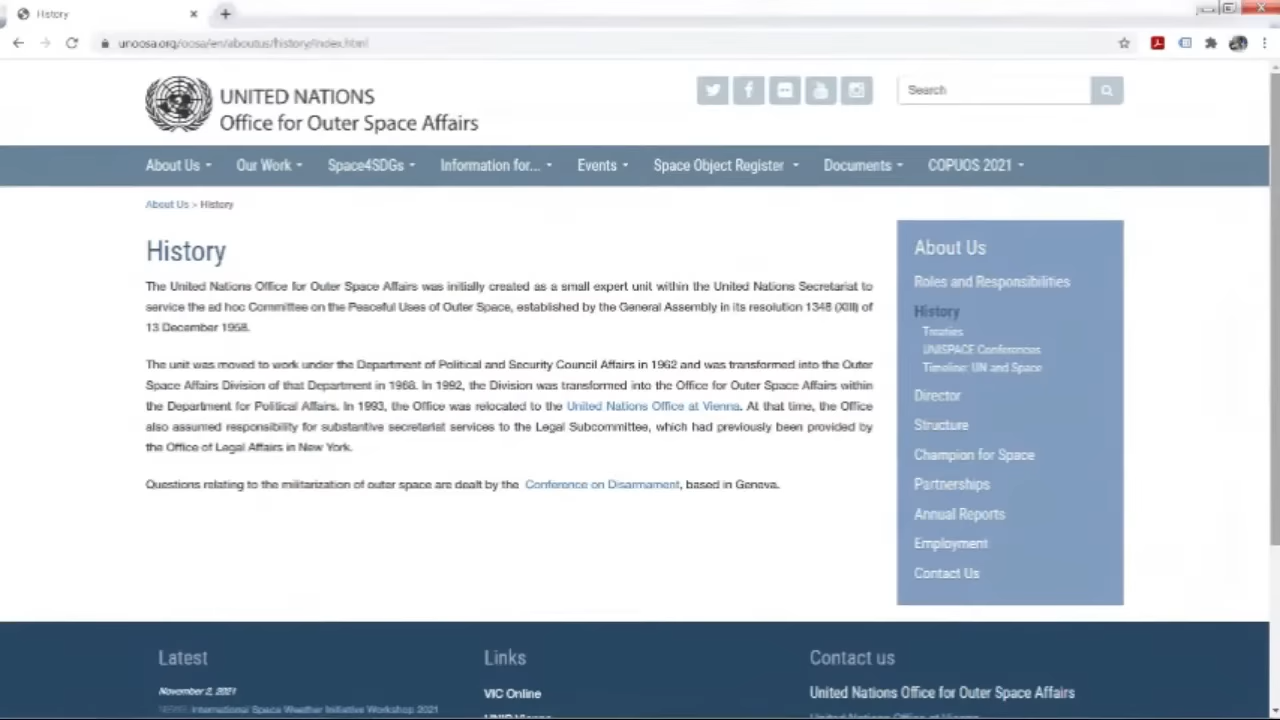 History
unoosa.org/oosa/en/aboutus/history/index.html
UNITED NATIONS
Office for Outer Space Affairs
Search
About Us
Our Work
Space4SDGs
Information for...
Events
Space Object Register
Documents
COPUOS 2021
About Us > History
History
The United Nations Office for Outer Space Affairs was initially created as a small expert unit within the United Nations Secretariat to
service the ad hoc Committee on the Peaceful Uses of Outer Space, established by the General Assembly in its resolution 1348 (XIII) of
13 December 1958.
The unit was moved to work under the Department of Political and Security Council Affairs in 1962 and was transformed into the Outer
Space Affairs Division of that Department in 1968. In 1992, the Division was transformed into the Office for Outer Space Affairs within
the Department for Political Affairs. In 1993, the Office was relocated to the United Nations Office at Vienna. At that time, the Office
also assumed responsibility for substantive secretariat services to the Legal Subcommittee, which had previously been provided by
the Office of Legal Affairs in New York.
Questions relating to the militarization of outer space are dealt by the Conference on Disarmament, based in Geneva.
About Us
Roles and Responsibilities
History
Treaties
UNISPACE Conferences
Timeline: UN and Space
Director
Structure
Champion for Space
Partnerships
Annual Reports
Employment
Contact Us
Latest
November 2, 2021
NEWS: International Space Weather Initiative Workshop 2021
Links
VIC Online
Contact us
United Nations Office for Outer Space Affairs
United Nations Office at Vienna